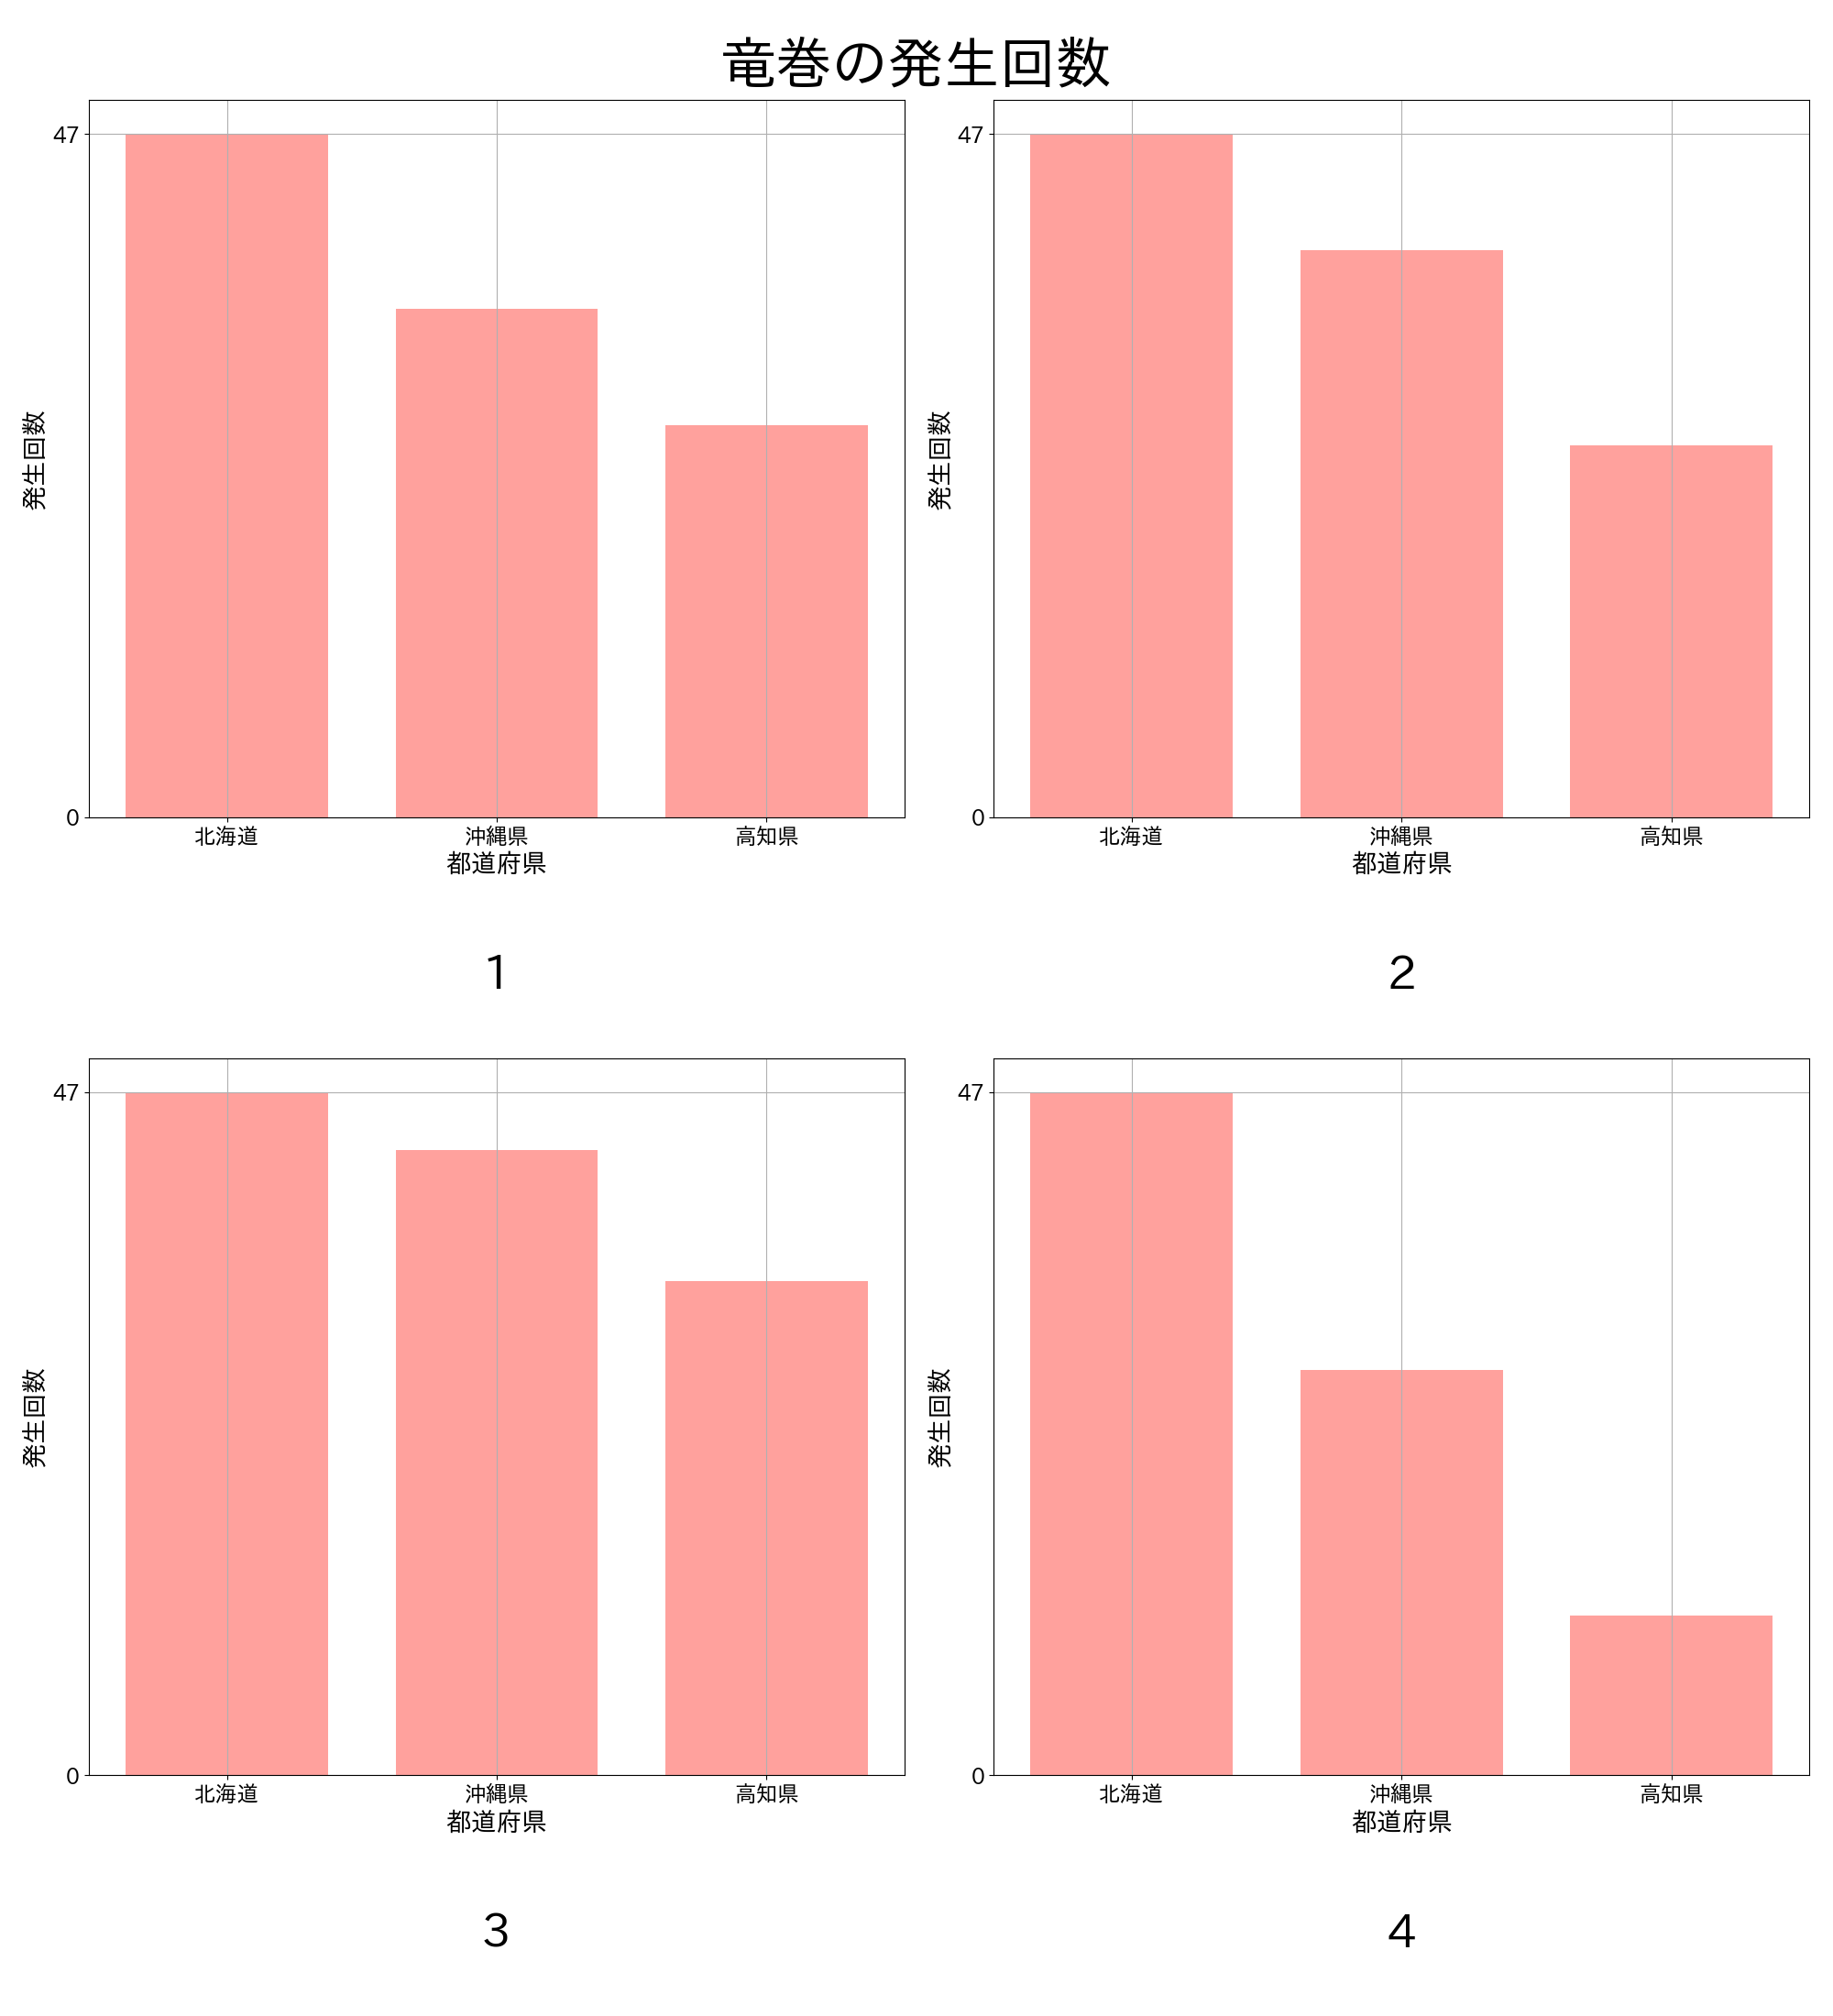 竜巻の発生回数
47
0
発生回数
北海道 沖縄県 高知県
都道府県
1
47
0
発生回数
北海道 沖縄県 高知県
都道府県
2
47
0
発生回数
北海道 沖縄県 高知県
都道府県
3
47
0
発生回数
北海道 沖縄県 高知県
都道府県
4